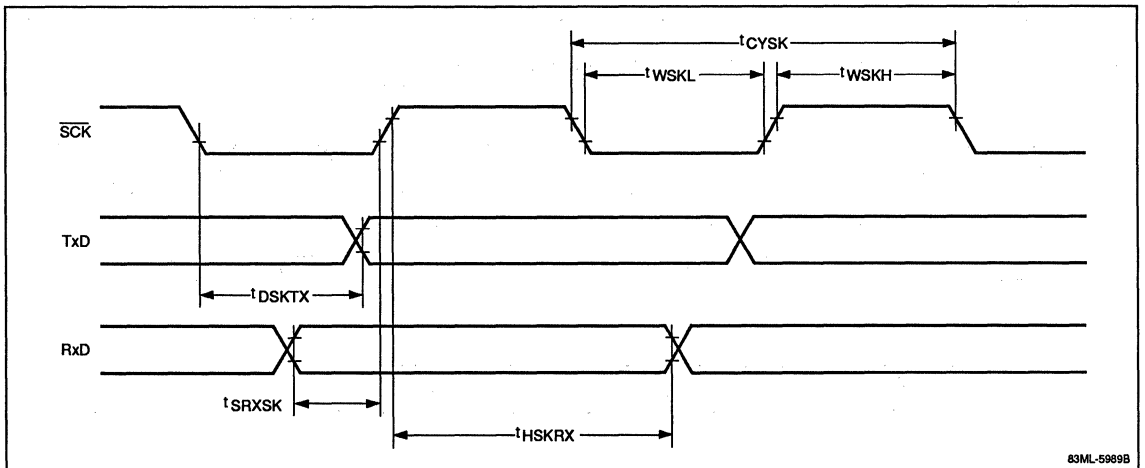 tCYSK
tWSKL
tWSKH
SCK
TxD
tDSKTX
RxD
tSRXSK
tHSKRX
83ML-5989B